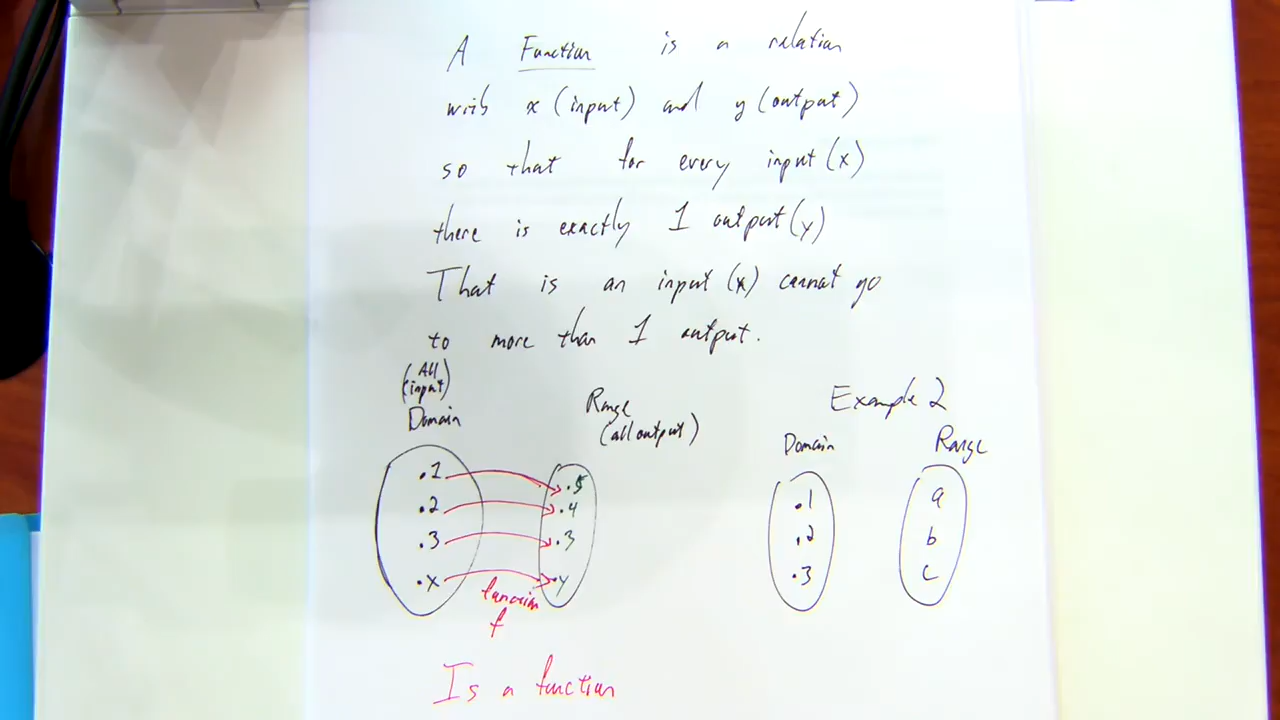 A Function is a relation
with x (input) and y (output)
so that for every input (x)
there is exactly 1 output (y)
That is an input (x) cannot go
to more than 1 output.
(All
input)
Domain
Range
(all output)
.1
.2
.3
.x
.5
.4
.3
.y
function
f
Is a function
Example 2
Domain
Range
.1
.2
.3
a
b
c